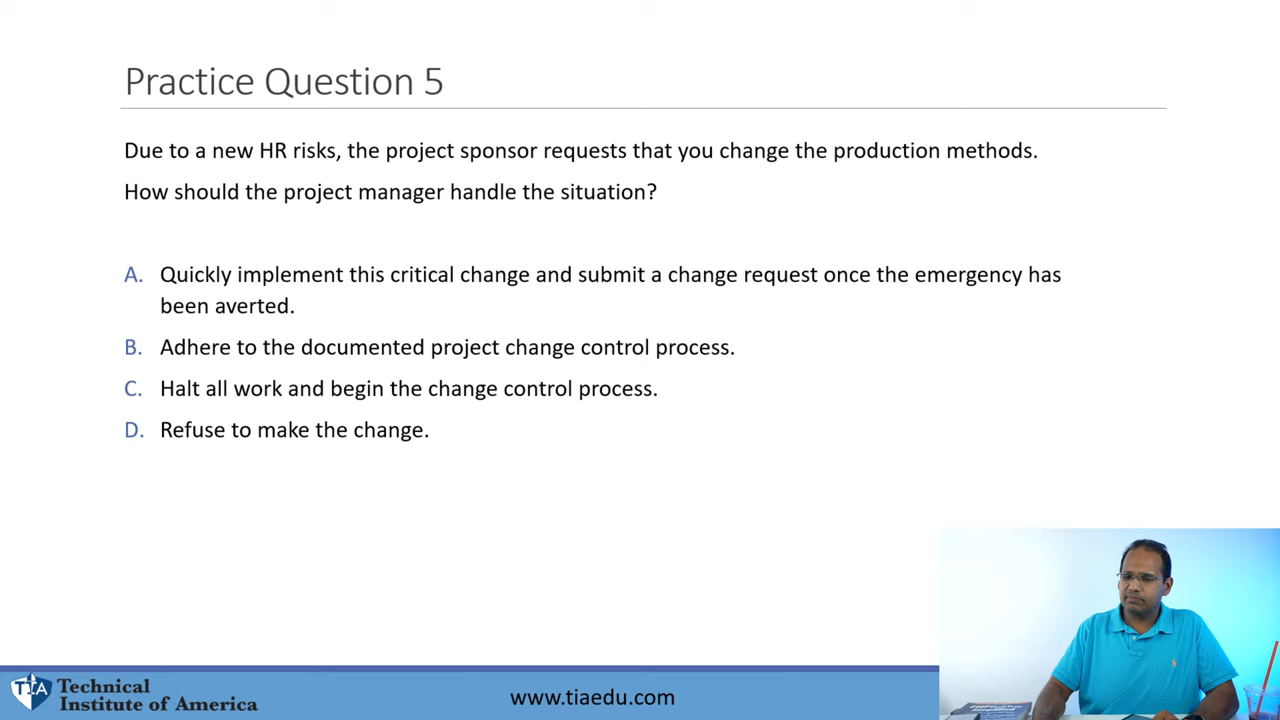 Practice Question 5
Due to a new HR risks, the project sponsor requests that you change the production methods.
How should the project manager handle the situation?
A. Quickly implement this critical change and submit a change request once the emergency has
been averted.
B. Adhere to the documented project change control process.
C. Halt all work and begin the change control process.
D. Refuse to make the change.
TIA
Technical
Institute of America
www.tiaedu.com